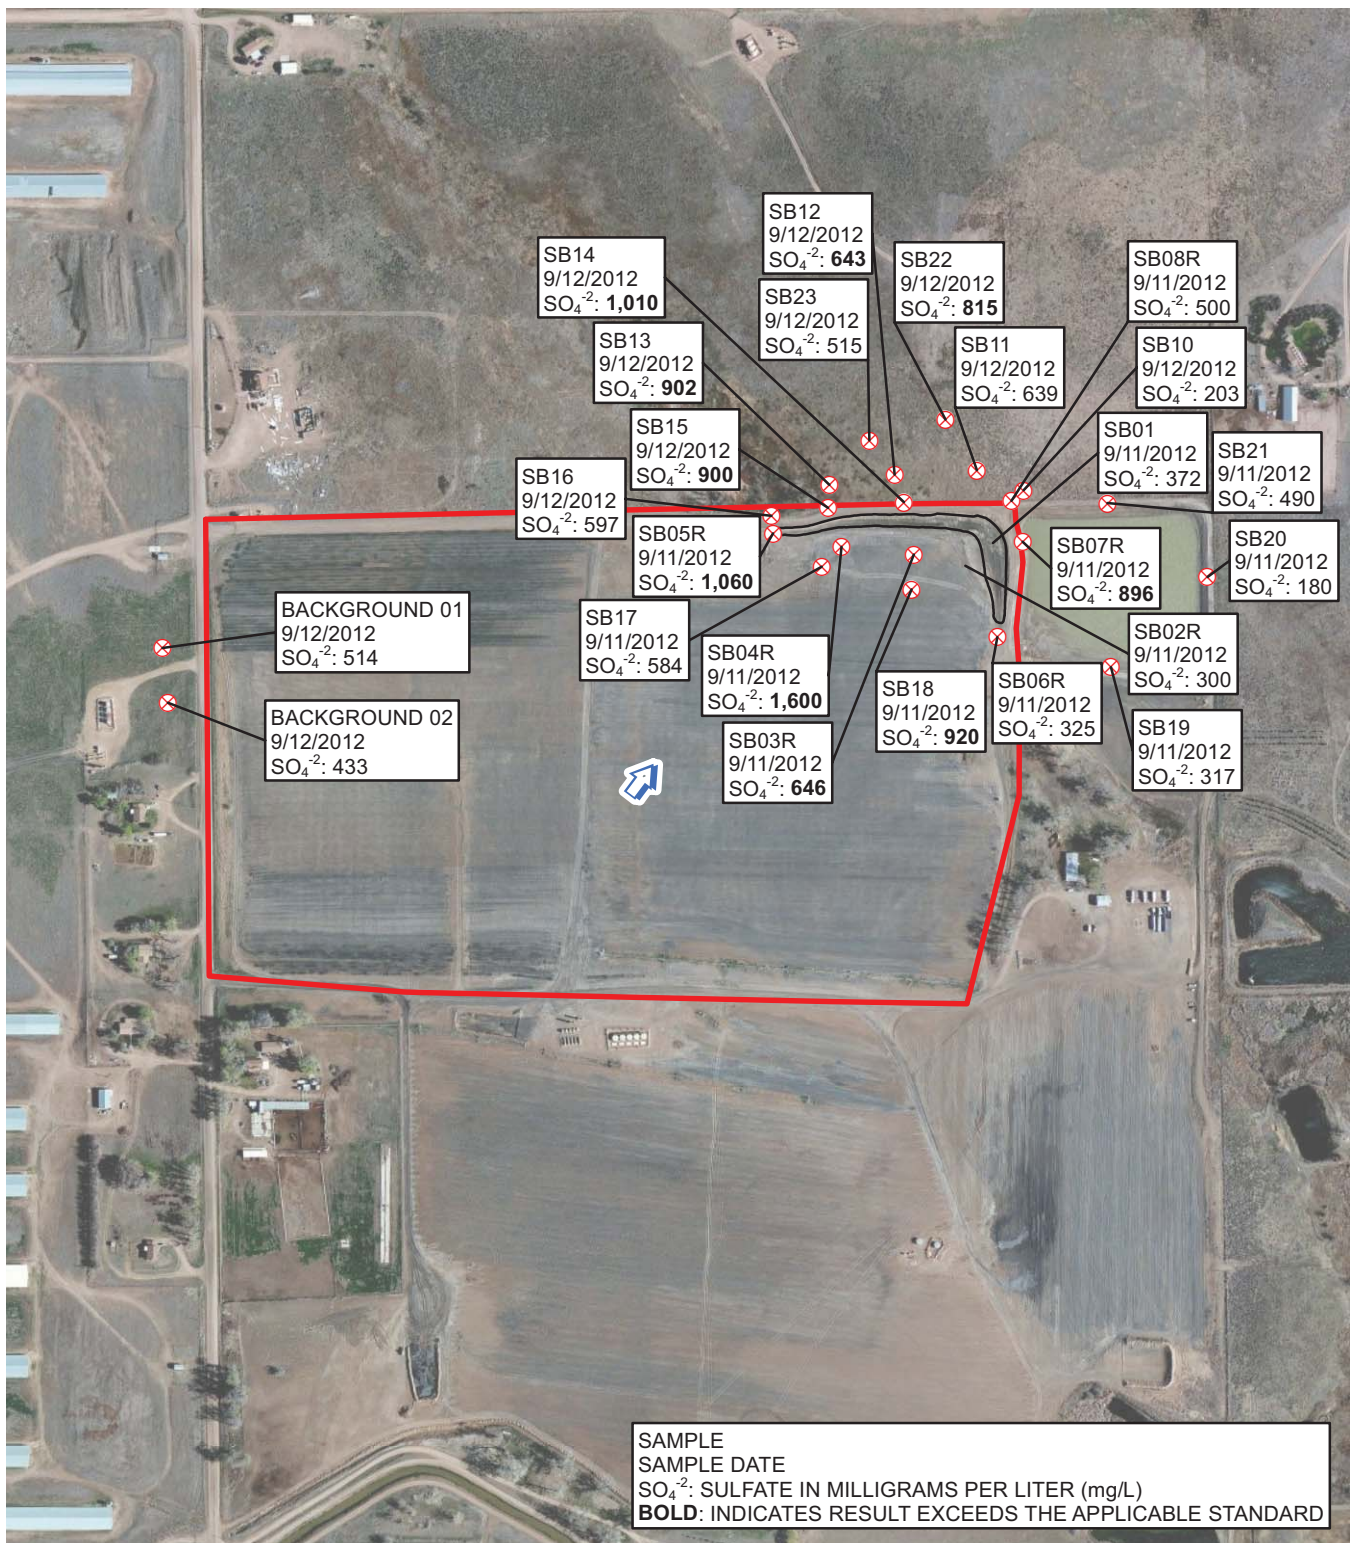 SB12
9/12/2012
SO₄⁻²: 643
SB14
9/12/2012
SO₄⁻²: 1,010
SB22
9/12/2012
SO₄⁻²: 815
SB08R
9/11/2012
SO₄⁻²: 500
SB23
9/12/2012
SO₄⁻²: 515
SB13
9/12/2012
SO₄⁻²: 902
SB11
9/12/2012
SO₄⁻²: 639
SB10
9/12/2012
SO₄⁻²: 203
SB15
9/12/2012
SO₄⁻²: 900
SB01
9/11/2012
SO₄⁻²: 372
SB21
9/11/2012
SO₄⁻²: 490
SB16
9/12/2012
SO₄⁻²: 597
SB05R
9/11/2012
SO₄⁻²: 1,060
SB07R
9/11/2012
SO₄⁻²: 896
SB20
9/11/2012
SO₄⁻²: 180
BACKGROUND 01
9/12/2012
SO₄⁻²: 514
SB17
9/11/2012
SO₄⁻²: 584
SB04R
9/11/2012
SO₄⁻²: 1,600
SB02R
9/11/2012
SO₄⁻²: 300
SB18
9/11/2012
SO₄⁻²: 920
SB06R
9/11/2012
SO₄⁻²: 325
BACKGROUND 02
9/12/2012
SO₄⁻²: 433
SB03R
9/11/2012
SO₄⁻²: 646
SB19
9/11/2012
SO₄⁻²: 317
SAMPLE
SAMPLE DATE
SO₄⁻²: SULFATE IN MILLIGRAMS PER LITER (mg/L)
BOLD: INDICATES RESULT EXCEEDS THE APPLICABLE STANDARD